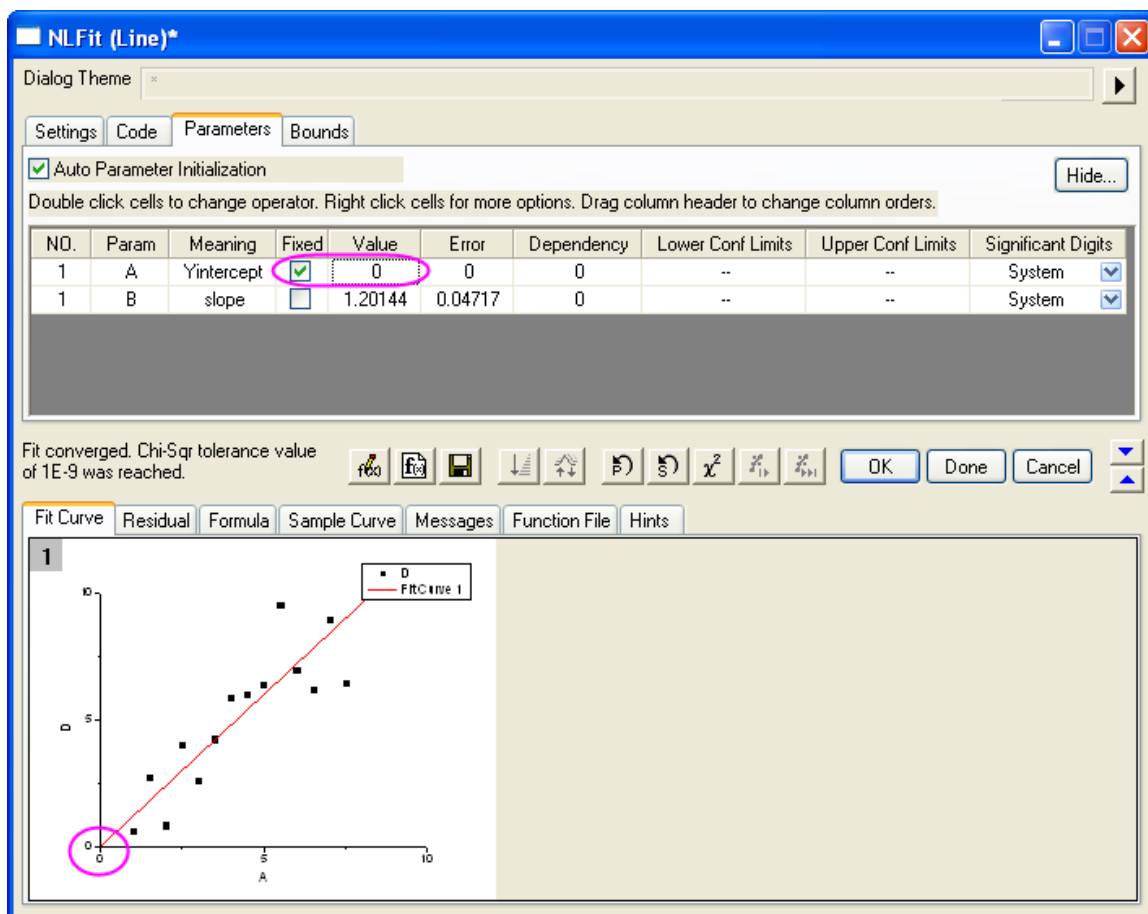 NLFit (Line)*
Dialog Theme *
Settings Code Parameters Bounds
Auto Parameter Initialization
Hide...
Double click cells to change operator. Right click cells for more options. Drag column header to change column orders.
NO. Param Meaning Fixed Value Error Dependency Lower Conf Limits Upper Conf Limits Significant Digits
1 A Yintercept 0 0 0 -- -- System
1 B slope 1.20144 0.04717 0 -- -- System
Fit converged. Chi-Sqr tolerance value
of 1E-9 was reached.
OK Done Cancel
Fit Curve Residual Formula Sample Curve Messages Function File Hints
1
D
FitCurve 1
10
5
0
D
0 5 10
A